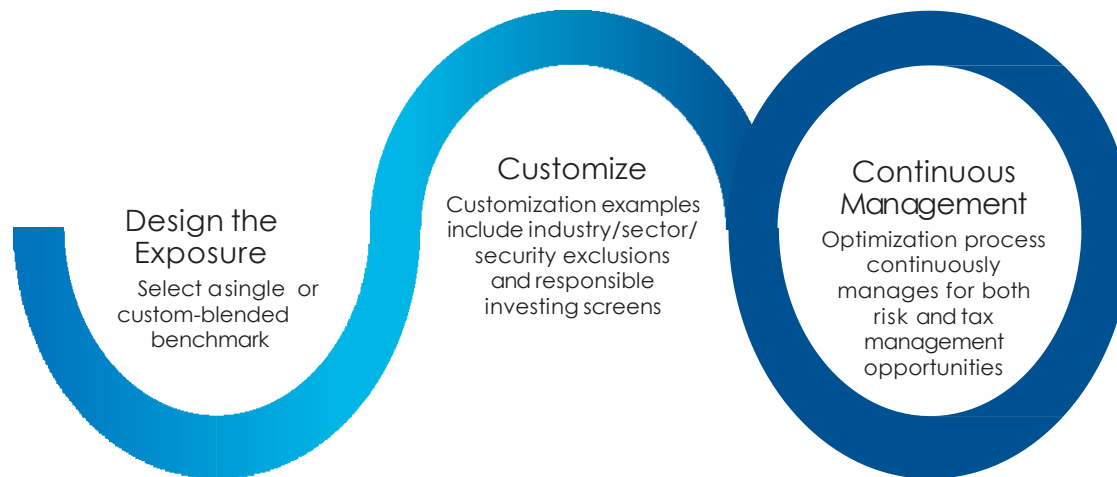 Design the
Exposure
Select a single or
custom-blended
benchmark
Customize
Customization examples
include industry/sector/
security exclusions
and responsible
investing screens
Continuous
Management
Optimization process
continuously
manages for both
risk and tax
management
opportunities